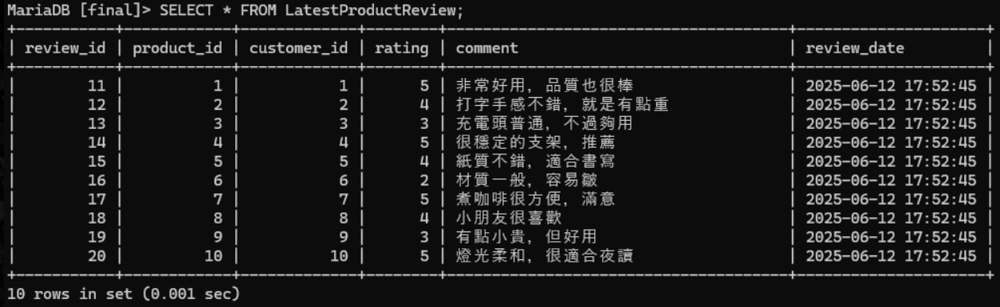 MariaDB [final]> SELECT * FROM LatestProductReview;
| review_id | product_id | customer_id | rating | comment | review_date |
| 11 | 1 | 1 | 5 | 非常好用, 品質也很棒 | 2025-06-12 17:52:45 |
| 12 | 2 | 2 | 4 | 打字手感不錯, 就是有點重 | 2025-06-12 17:52:45 |
| 13 | 3 | 3 | 3 | 充電頭普通, 不過夠用 | 2025-06-12 17:52:45 |
| 14 | 4 | 4 | 5 | 很穩定的支架, 推薦 | 2025-06-12 17:52:45 |
| 15 | 5 | 5 | 4 | 紙質不錯, 適合書寫 | 2025-06-12 17:52:45 |
| 16 | 6 | 6 | 2 | 材質一般, 容易皺 | 2025-06-12 17:52:45 |
| 17 | 7 | 7 | 5 | 煮咖啡很方便, 滿意 | 2025-06-12 17:52:45 |
| 18 | 8 | 8 | 4 | 小朋友很喜歡 | 2025-06-12 17:52:45 |
| 19 | 9 | 9 | 3 | 有點小貴, 但好用 | 2025-06-12 17:52:45 |
| 20 | 10 | 10 | 5 | 燈光柔和, 很適合夜讀 | 2025-06-12 17:52:45 |
10 rows in set (0.001 sec)